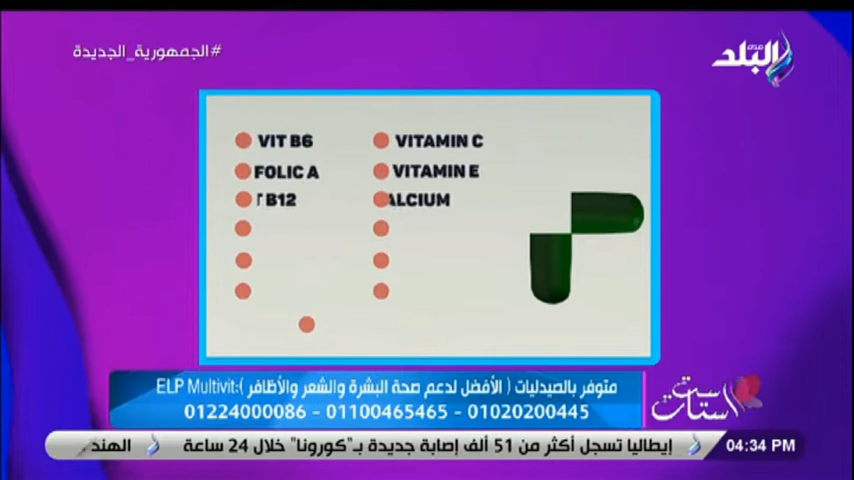 #الجمهورية_الجديدة
صدى البلد
VIT B6
VITAMIN C
FOLIC A
VITAMIN E
T B12
ALCIUM
متوفر بالصيدليات ( الأفضل لدعم صحة البشرة والشعر والأظافر ):ELP Multivit
01224000086 - 01100465465 - 01020200445
ست الستات
إيطاليا تسجل أكثر من 51 ألف إصابة جديدة بـ"كورونا" خلال 24 ساعة
الهند
04:34 PM